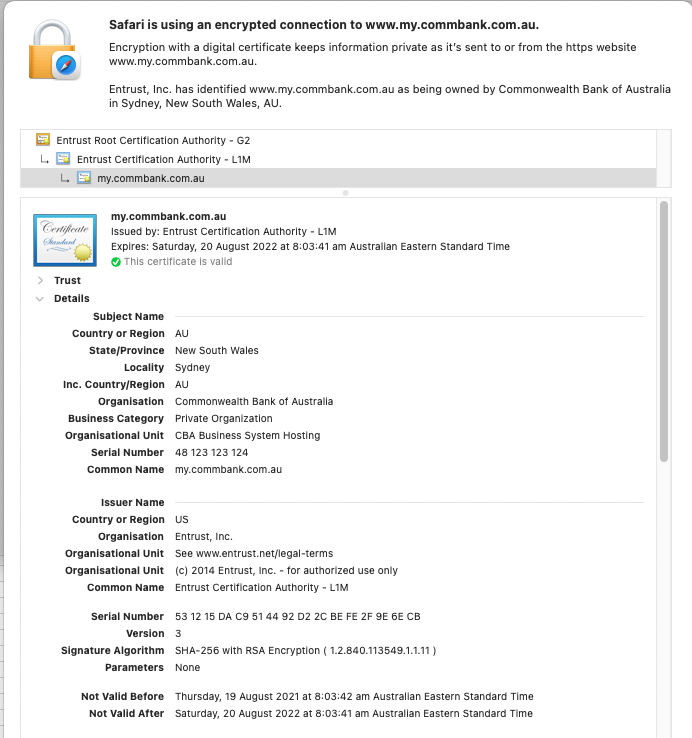 Safari is using an encrypted connection to www.my.commbank.com.au.
Encryption with a digital certificate keeps information private as it's sent to or from the https website
www.my.commbank.com.au.
Entrust, Inc. has identified www.my.commbank.com.au as being owned by Commonwealth Bank of Australia
in Sydney, New South Wales, AU.
Entrust Root Certification Authority - G2
Entrust Certification Authority - L1M
my.commbank.com.au
Certificate
Standard
my.commbank.com.au
Issued by: Entrust Certification Authority - L1M
Expires: Saturday, 20 August 2022 at 8:03:41 am Australian Eastern Standard Time
This certificate is valid
Trust
Details
Subject Name
Country or Region AU
State/Province New South Wales
Locality Sydney
Inc. Country/Region AU
Organisation Commonwealth Bank of Australia
Business Category Private Organization
Organisational Unit CBA Business System Hosting
Serial Number 48 123 123 124
Common Name my.commbank.com.au
Issuer Name
Country or Region US
Organisation Entrust, Inc.
Organisational Unit See www.entrust.net/legal-terms
Organisational Unit (c) 2014 Entrust, Inc. - for authorized use only
Common Name Entrust Certification Authority - L1M
Serial Number 53 12 15 DA C9 51 44 92 D2 2C BE FE 2F 9E 6E CB
Version 3
Signature Algorithm SHA-256 with RSA Encryption ( 1.2.840.113549.1.1.11 )
Parameters None
Not Valid Before Thursday, 19 August 2021 at 8:03:42 am Australian Eastern Standard Time
Not Valid After Saturday, 20 August 2022 at 8:03:41 am Australian Eastern Standard Time